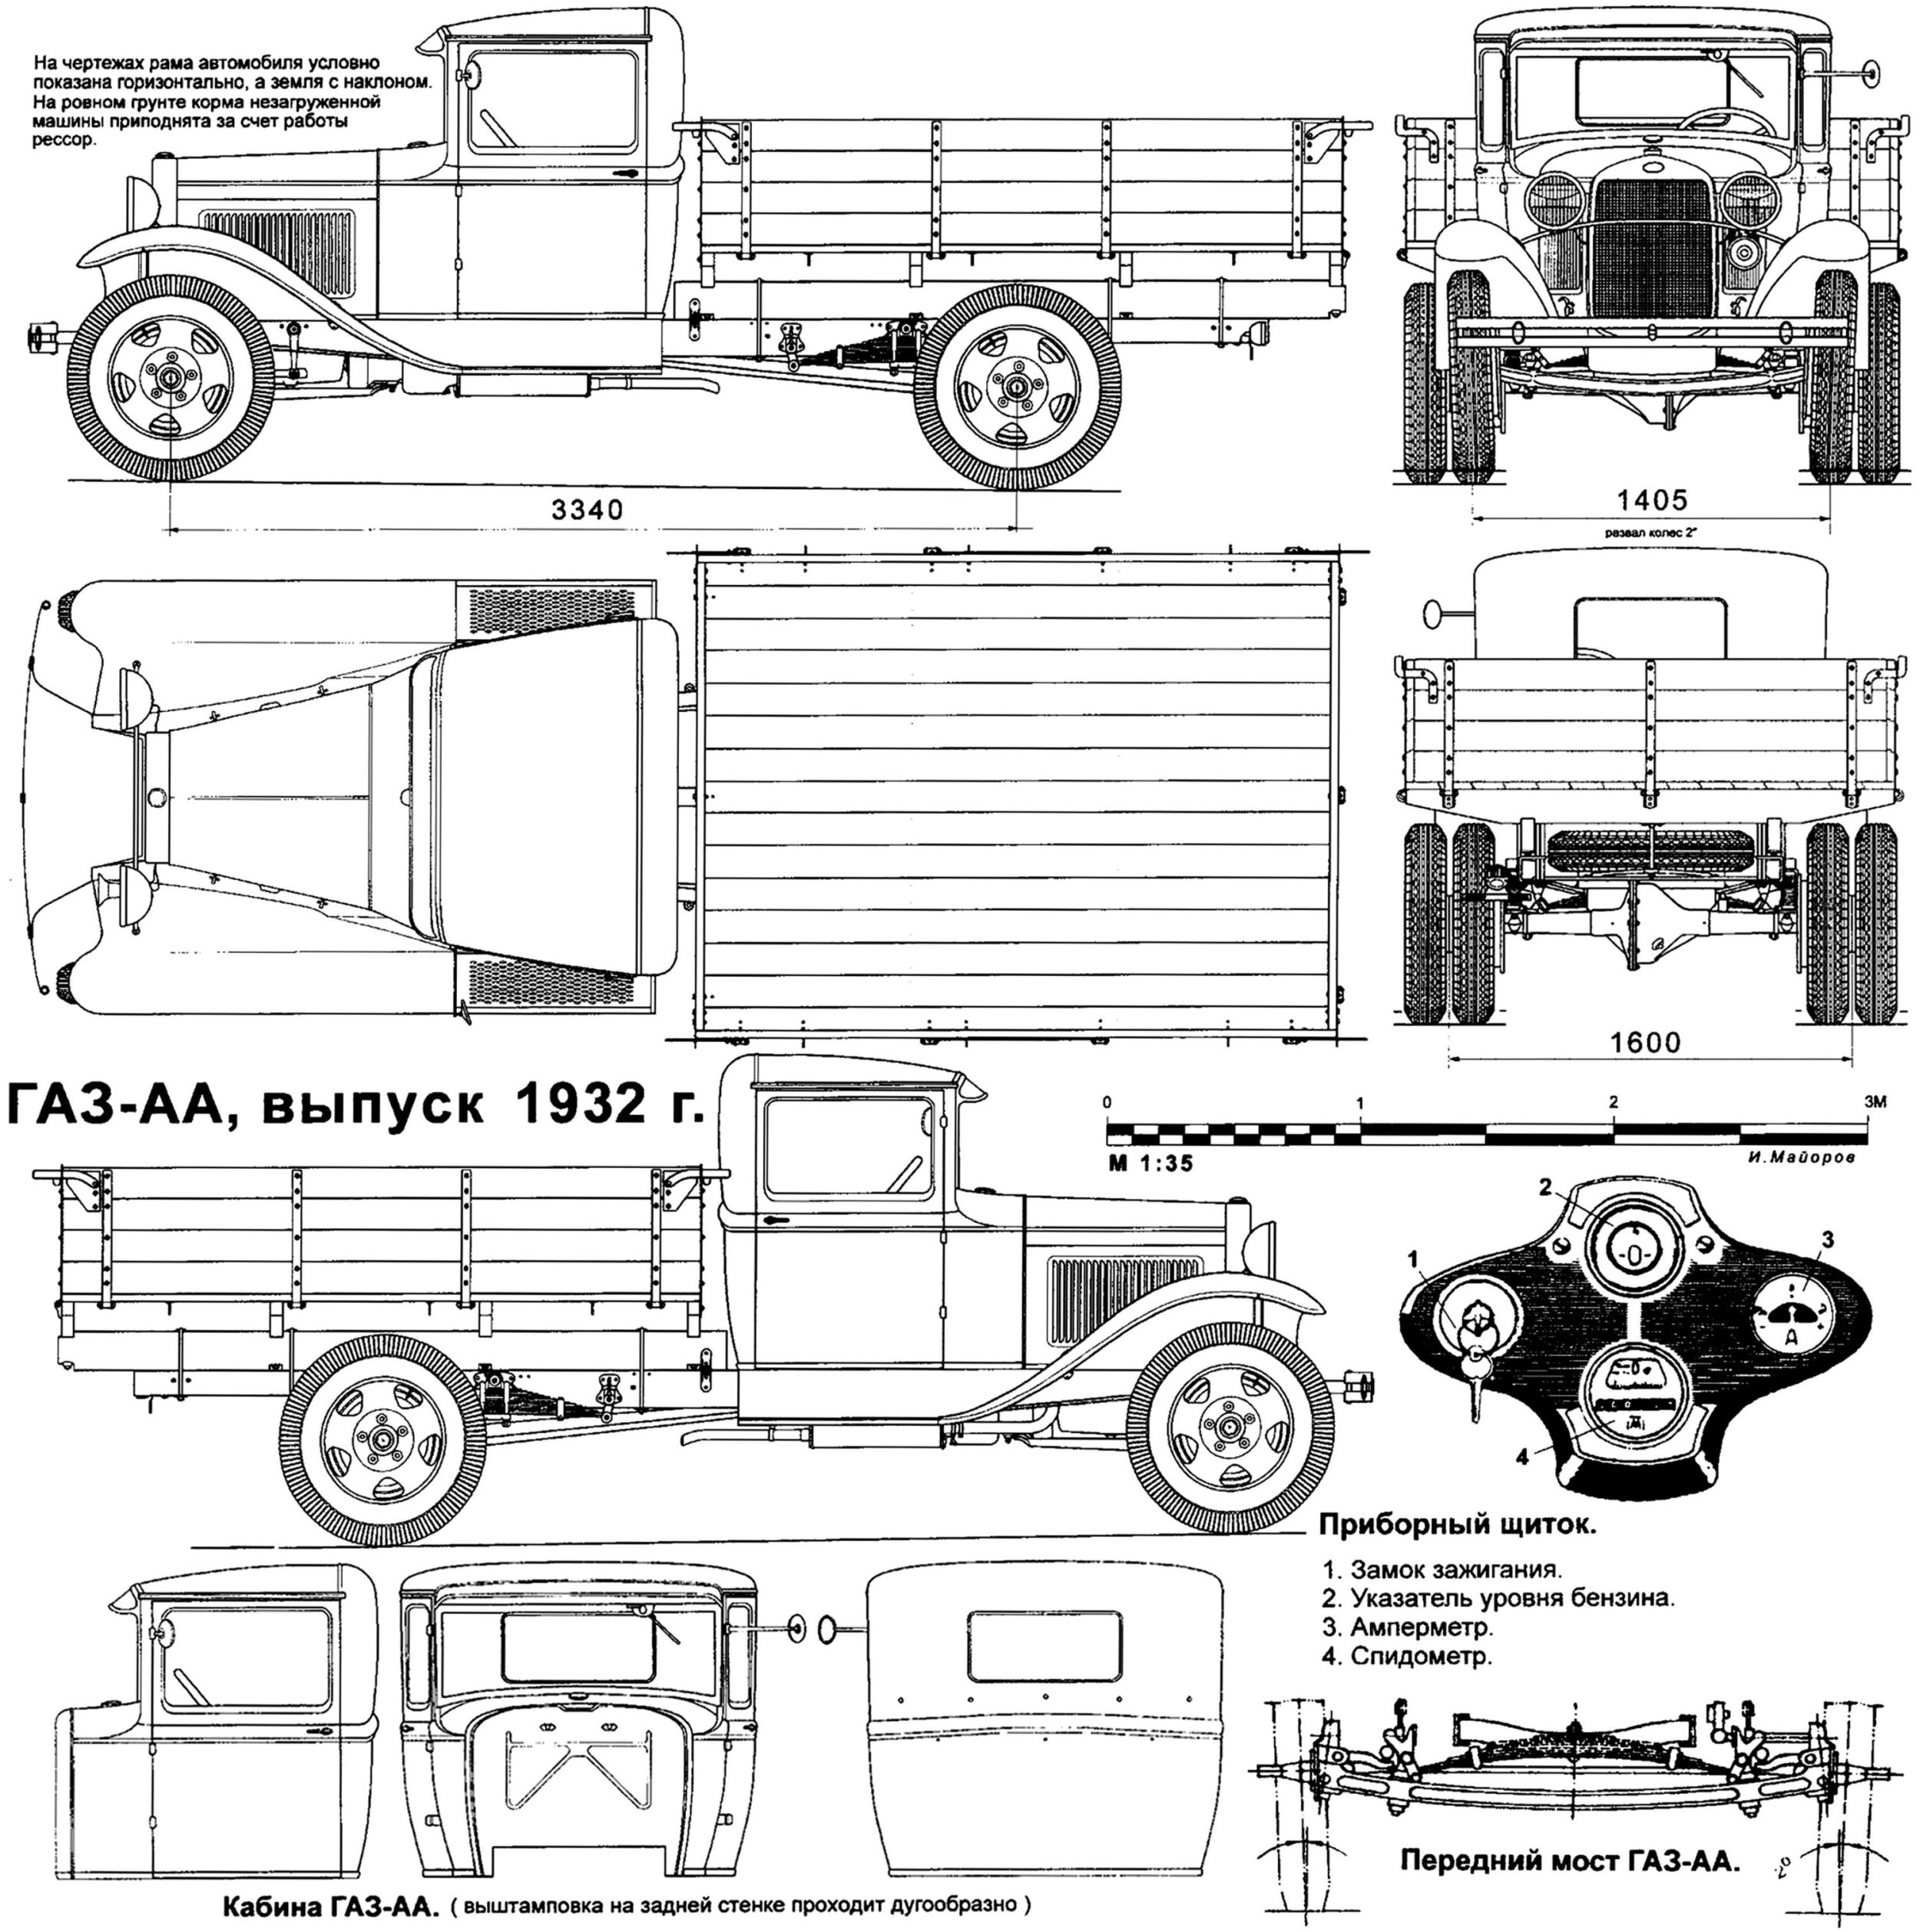 На чертежах рама автомобиля условно
показана горизонтально, а земля с наклоном.
На ровном грунте корма незагруженной
машины приподнята за счет работы
рессор.
3340
1405
развал колес 2°
1600
ГАЗ-АА, выпуск 1932 г.
0 1 2 3М
М 1:35
И.Майоров
2
1
3
А
4
Приборный щиток.
1. Замок зажигания.
2. Указатель уровня бензина.
3. Амперметр.
4. Спидометр.
Передний мост ГАЗ-АА.
2°
Кабина ГАЗ-АА. ( выштамповка на задней стенке проходит дугообразно )